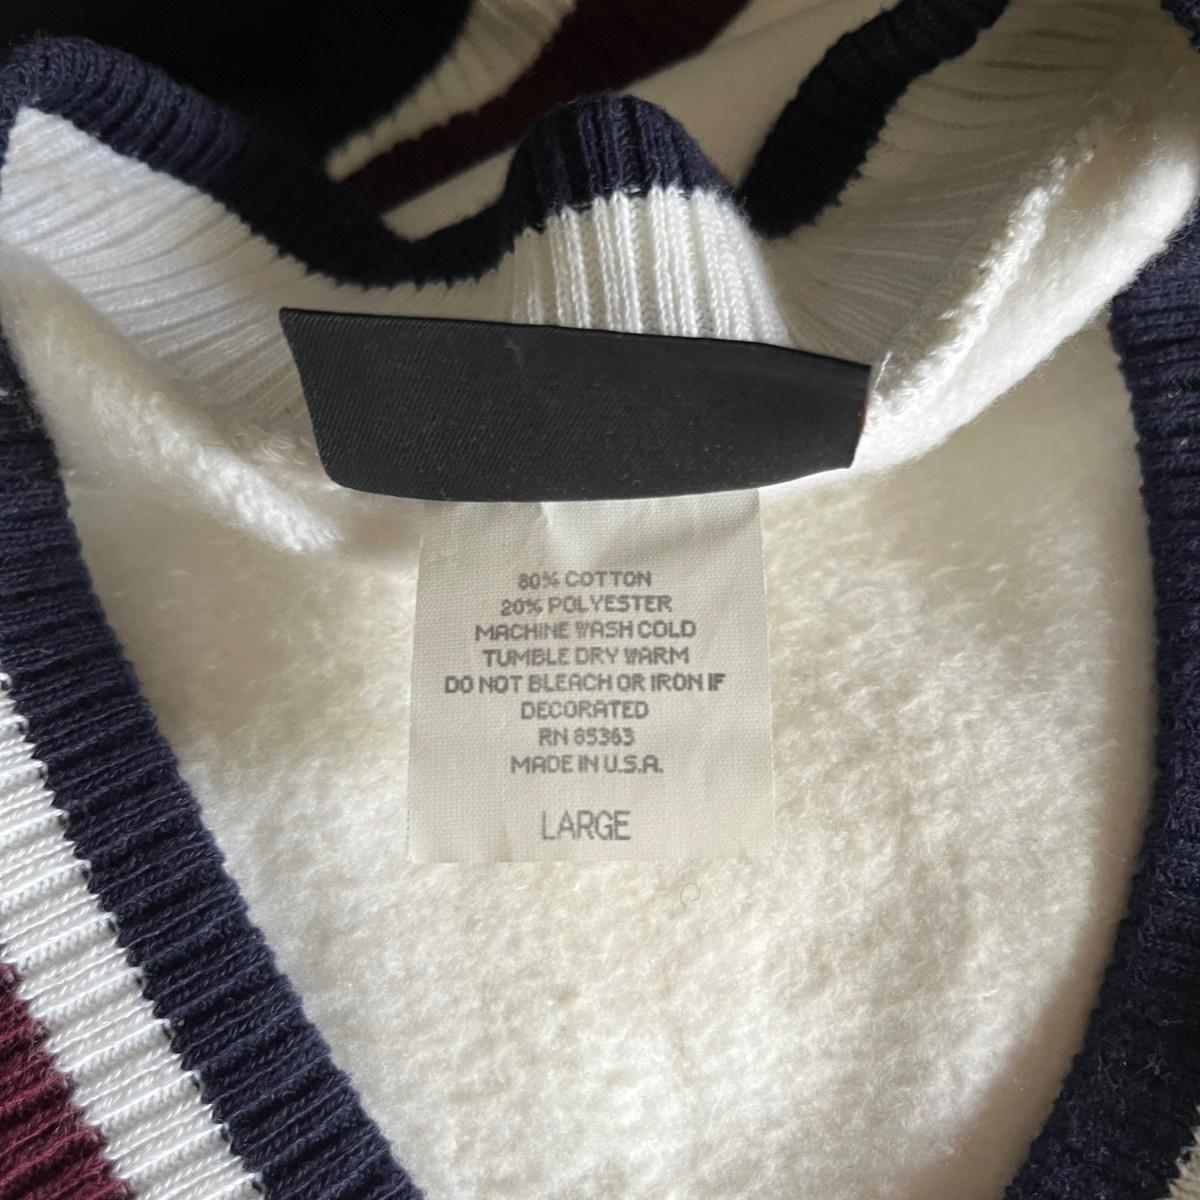 80% COTTON
20% POLYESTER
MACHINE WASH COLD
TUMBLE DRY WARM
DO NOT BLEACH OR IRON IF
DECORATED
RN 85363
MADE IN U.S.A.
LARGE